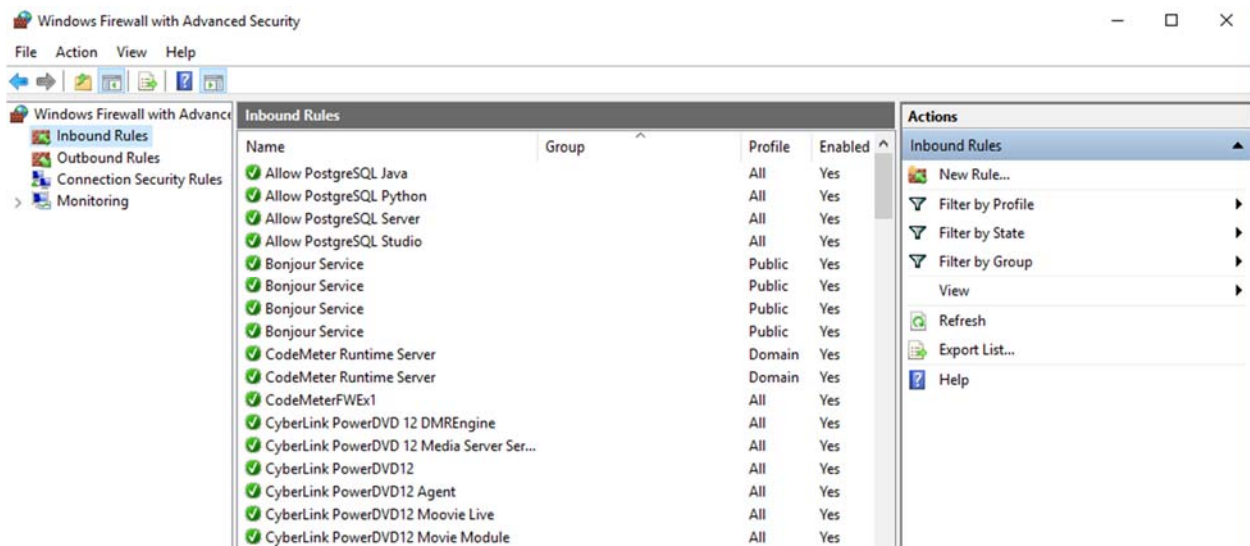 Windows Firewall with Advanced Security
File Action View Help
Windows Firewall with Advance
Inbound Rules
Outbound Rules
Connection Security Rules
Monitoring
Inbound Rules
Name Group Profile Enabled
Allow PostgreSQL Java All Yes
Allow PostgreSQL Python All Yes
Allow PostgreSQL Server All Yes
Allow PostgreSQL Studio All Yes
Bonjour Service Public Yes
Bonjour Service Public Yes
Bonjour Service Public Yes
Bonjour Service Public Yes
CodeMeter Runtime Server Domain Yes
CodeMeter Runtime Server Domain Yes
CodeMeterFWEx1 All Yes
CyberLink PowerDVD 12 DMREngine All Yes
CyberLink PowerDVD 12 Media Server Ser... All Yes
CyberLink PowerDVD12 All Yes
CyberLink PowerDVD12 Agent All Yes
CyberLink PowerDVD12 Moovie Live All Yes
CyberLink PowerDVD12 Movie Module All Yes
Actions
Inbound Rules
New Rule...
Filter by Profile
Filter by State
Filter by Group
View
Refresh
Export List...
Help